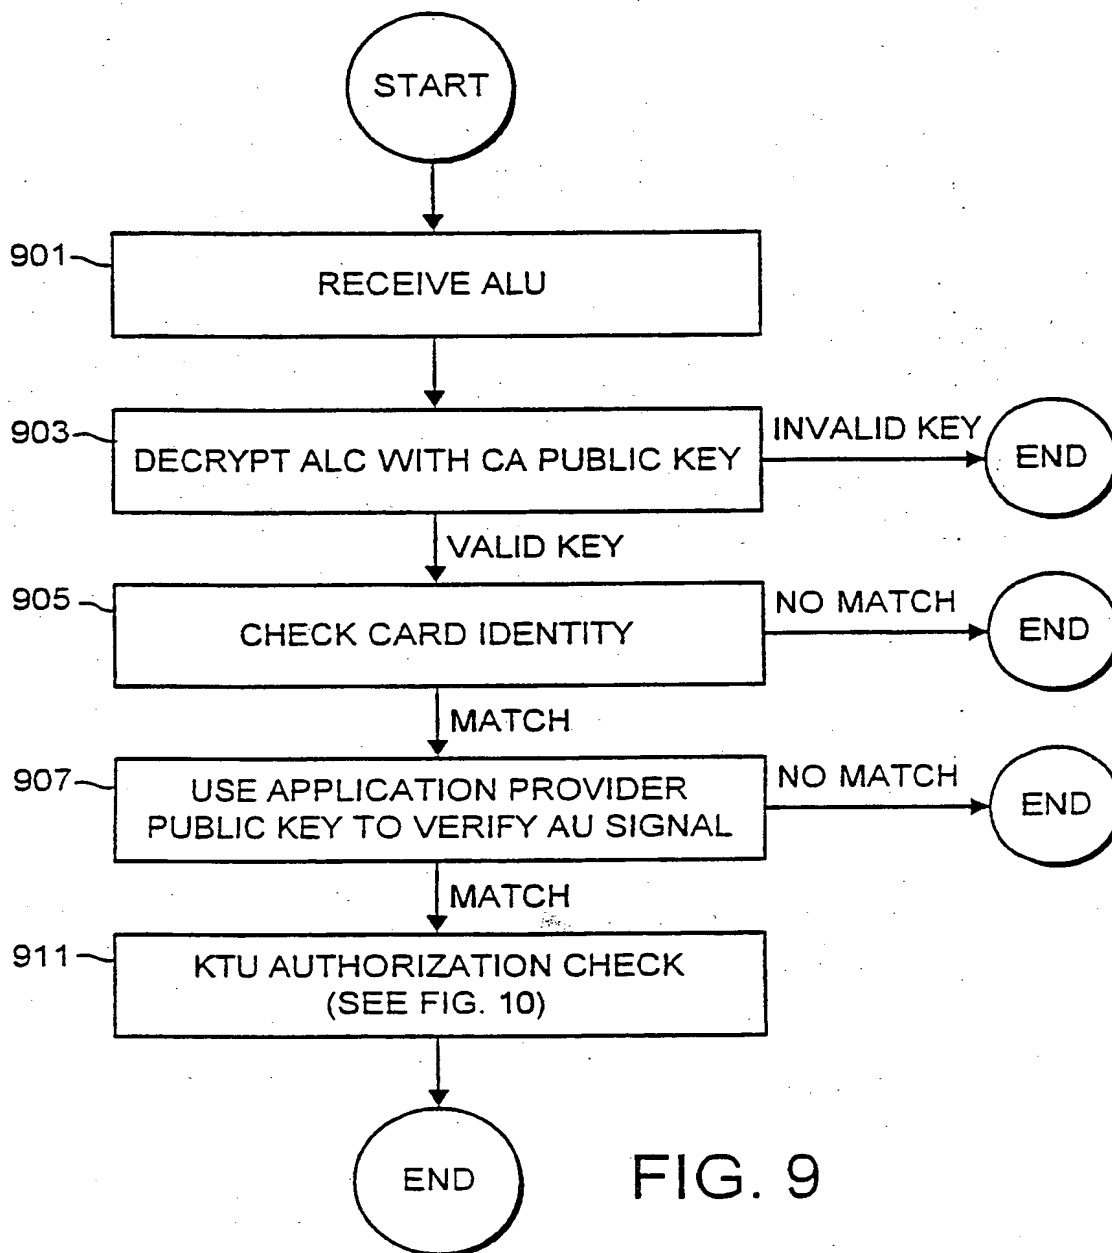 START
901
RECEIVE ALU
903
DECRYPT ALC WITH CA PUBLIC KEY
INVALID KEY
END
VALID KEY
905
CHECK CARD IDENTITY
NO MATCH
END
MATCH
907
USE APPLICATION PROVIDER
PUBLIC KEY TO VERIFY AU SIGNAL
NO MATCH
END
MATCH
911
KTU AUTHORIZATION CHECK
(SEE FIG. 10)
END
FIG. 9